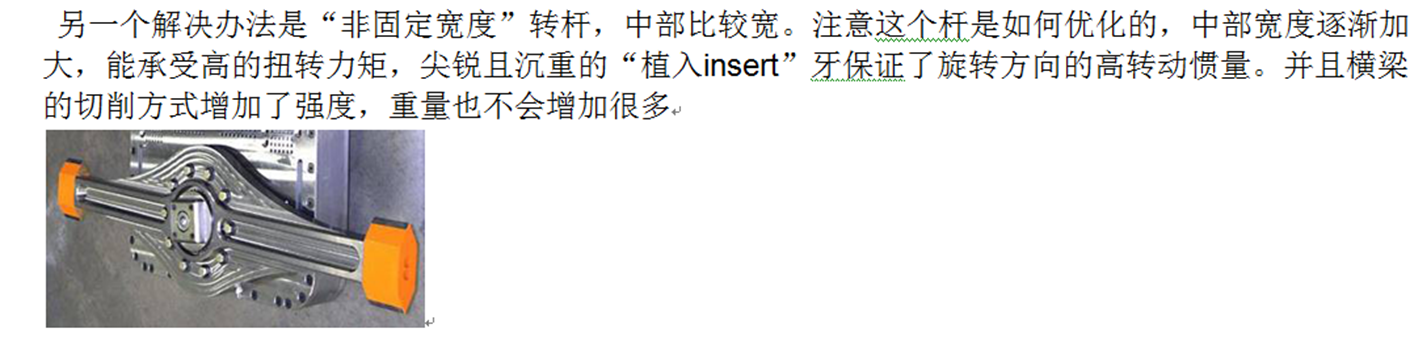 另一个解决办法是“非固定宽度”转杆，中部比较宽。注意这个杆是如何优化的，中部宽度逐渐加
大，能承受高的扭转力矩，尖锐且沉重的“植入insert”牙保证了旋转方向的高转动惯量。并且横梁
的切削方式增加了强度，重量也不会增加很多